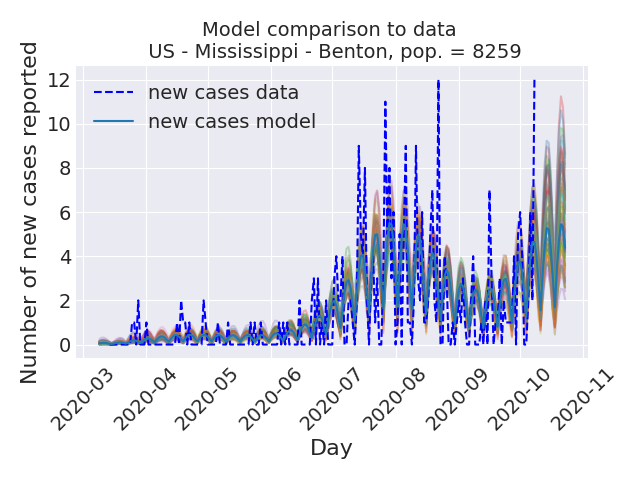 Model comparison to data
US - Mississippi - Benton, pop. = 8259
new cases data
new cases model
Number of new cases reported
12
10
8
6
4
2
0
2020-03
2020-04
2020-05
2020-06
2020-07
2020-08
2020-09
2020-10
2020-11
Day